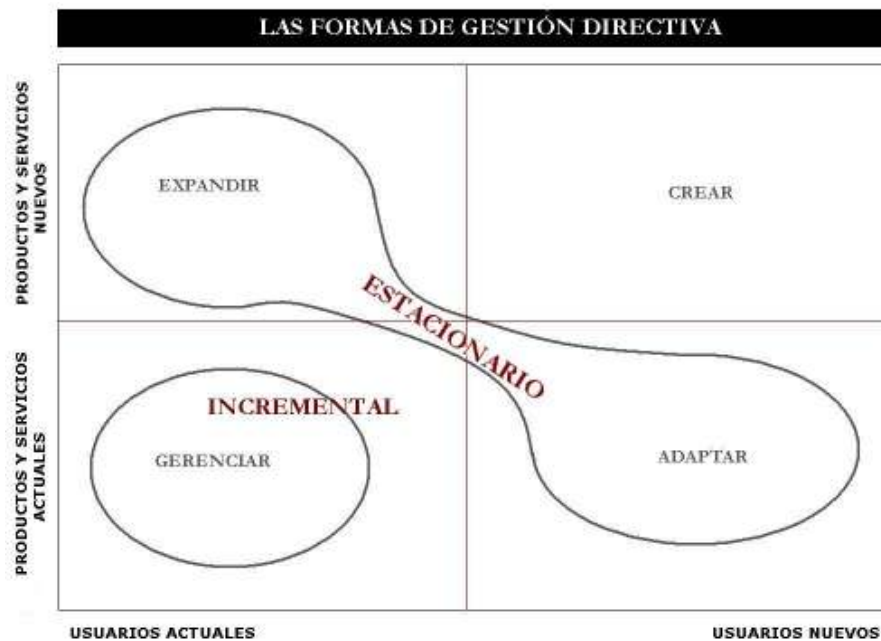 LAS FORMAS DE GESTIÓN DIRECTIVA
PRODUCTOS Y SERVICIOS
NUEVOS
EXPANDIR
CREAR
ESTACIONARIO
PRODUCTOS Y SERVICIOS
ACTUALES
INCREMENTAL
GERENCIAR
ADAPTAR
USUARIOS ACTUALES
USUARIOS NUEVOS